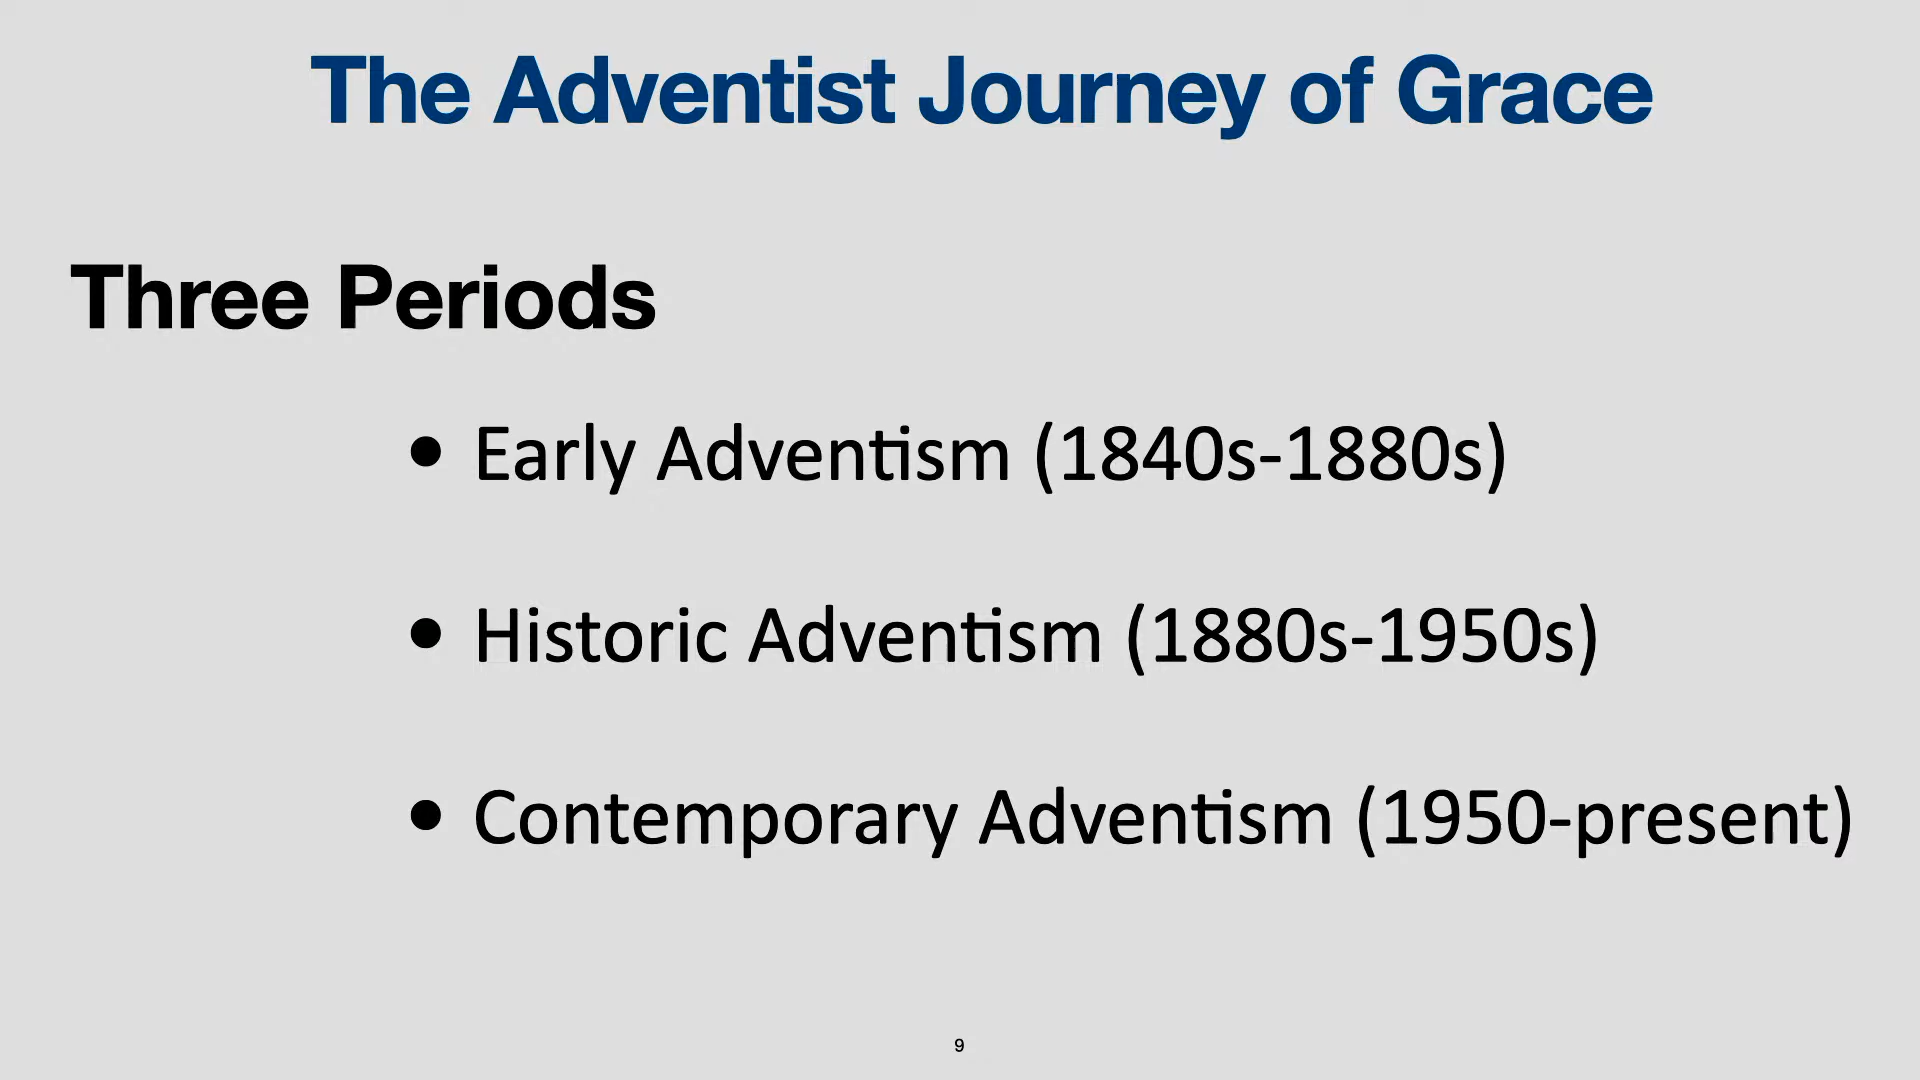 The Adventist Journey of Grace
Three Periods
• Early Adventism (1840s-1880s)
• Historic Adventism (1880s-1950s)
• Contemporary Adventism (1950-present)
9